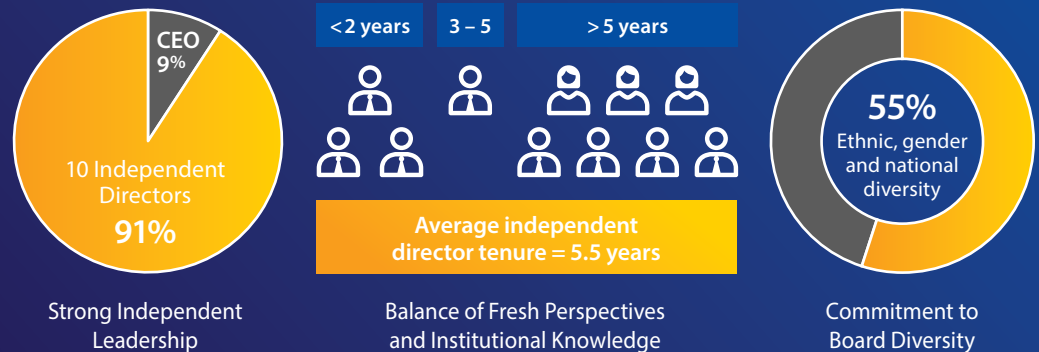 CEO
9%
10 Independent
Directors
91%
Strong Independent
Leadership
<2 years
3 – 5
> 5 years
Average independent
director tenure = 5.5 years
Balance of Fresh Perspectives
and Institutional Knowledge
55%
Ethnic, gender
and national
diversity
Commitment to
Board Diversity